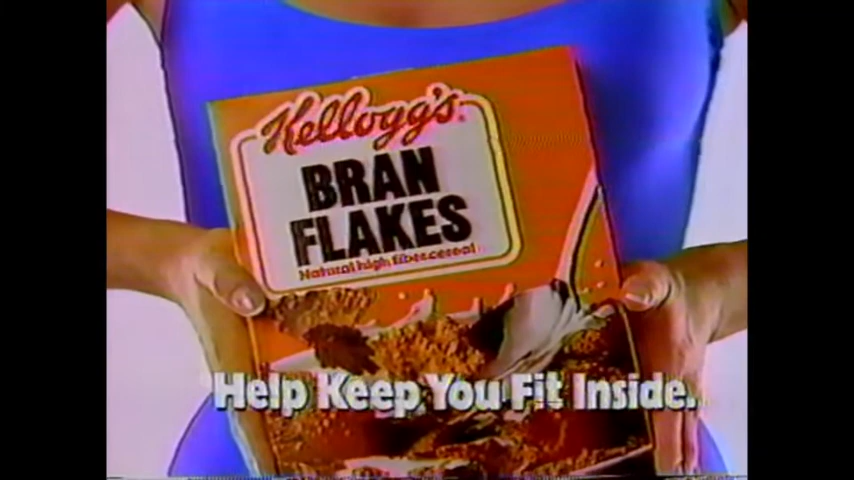 Kellogg's
BRAN
FLAKES
Natural high fiber cereal
Help Keep You Fit Inside.